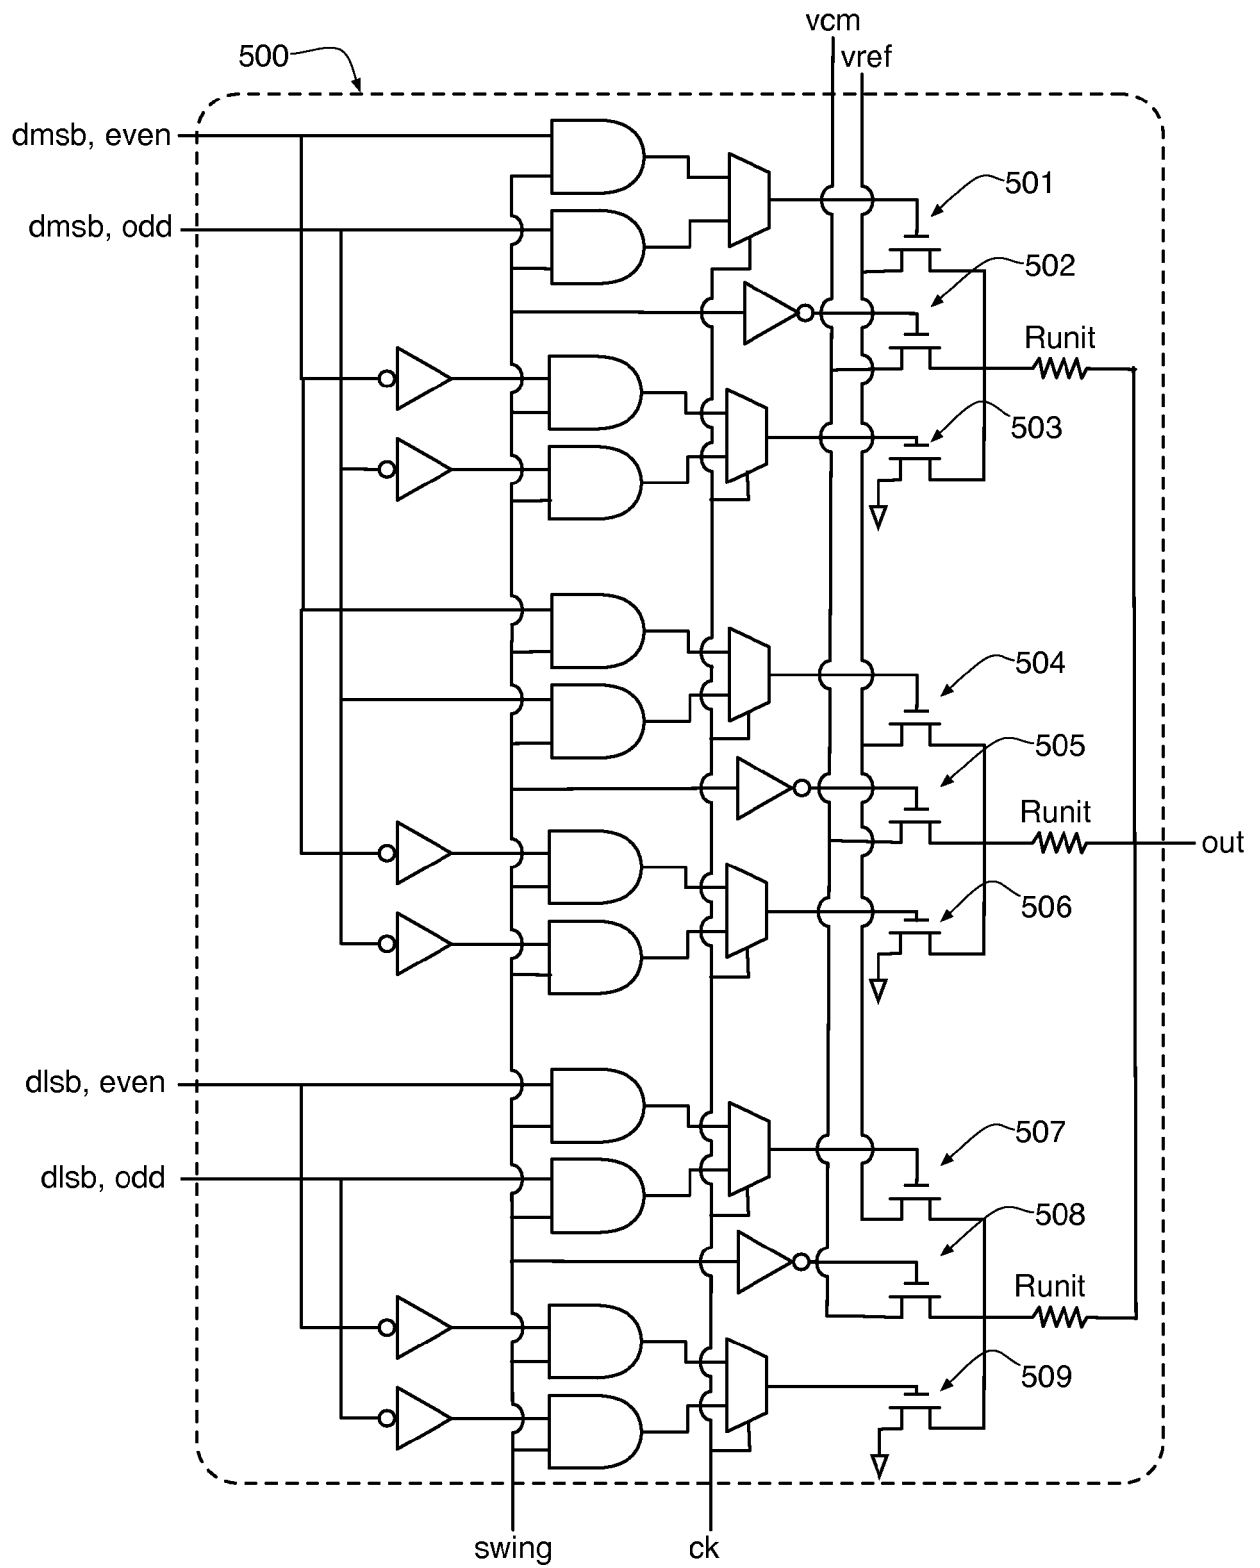 vcm
vref
500
dmsb, even
501
dmsb, odd
502
Runit
503
504
505
Runit
out
506
dlsb, even
507
dlsb, odd
508
Runit
509
swing
ck